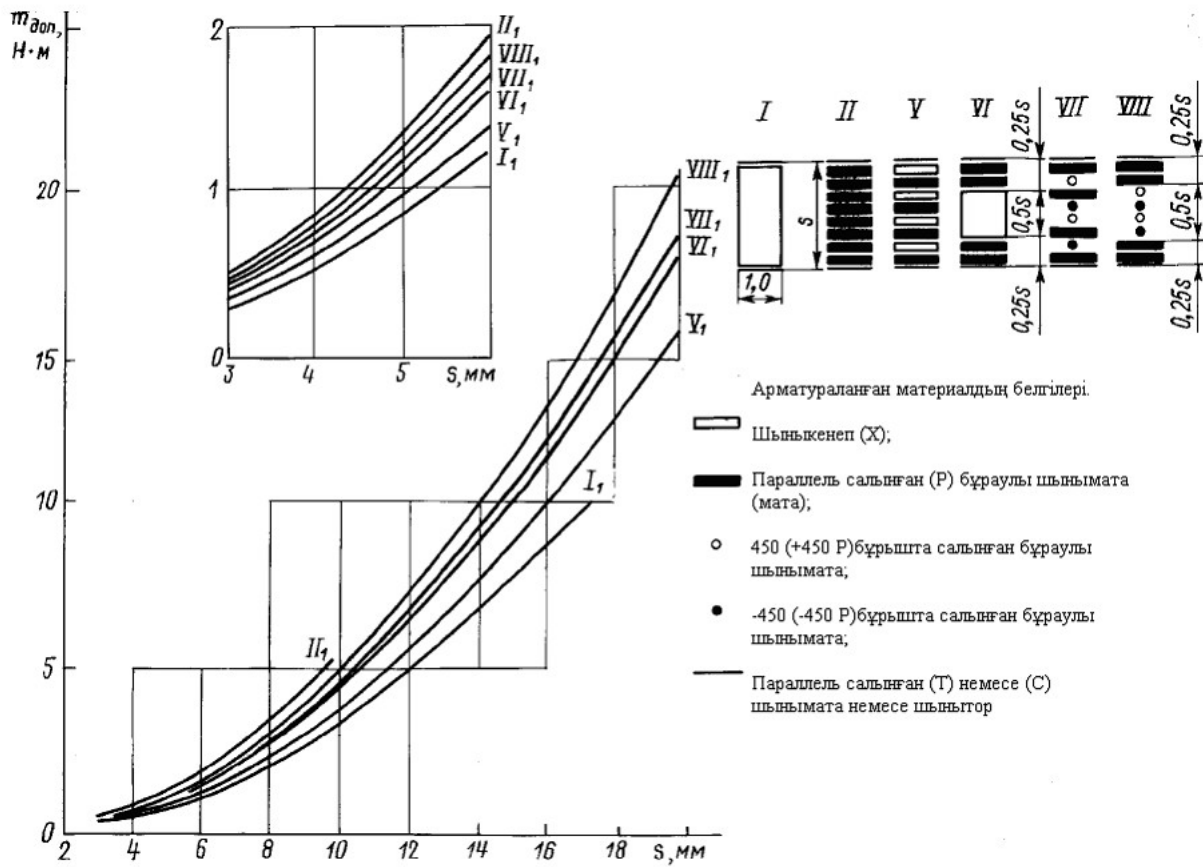 m доп,
Н·м
20
15
10
5
0
2
4
6
8
10
12
14
16
18
s, мм
2
1
0
3
4
5
s, мм
II₁
VIII₁
VII₁
VI₁
V₁
I₁
VIII₁
VII₁
VI₁
V₁
I₁
II₁
I
II
V
VI
VII
VIII
0,25s
0,25s
s
0,5s
0,5s
1,0
0,25s
0,25s
Арматураланған материалдың белгілері.
Шыныкенеп (Х);
Параллель салынған (Р) бұраулы шынымата
(мата);
450 (+450 Р)бұрышта салынған бұраулы
шынымата;
-450 (-450 Р)бұрышта салынған бұраулы
шынымата;
Параллель салынған (Т) немесе (С)
шынымата немесе шынытор